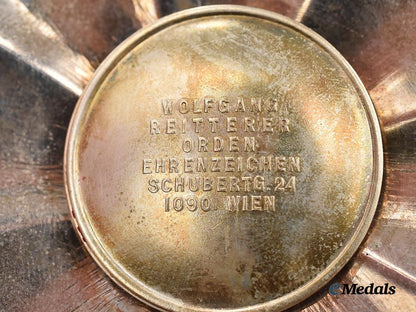 WOLFGANG
REITTERER
ORDEN
EHRENZEICHEN
SCHUBERTG.24
1090 WIEN
eMedals